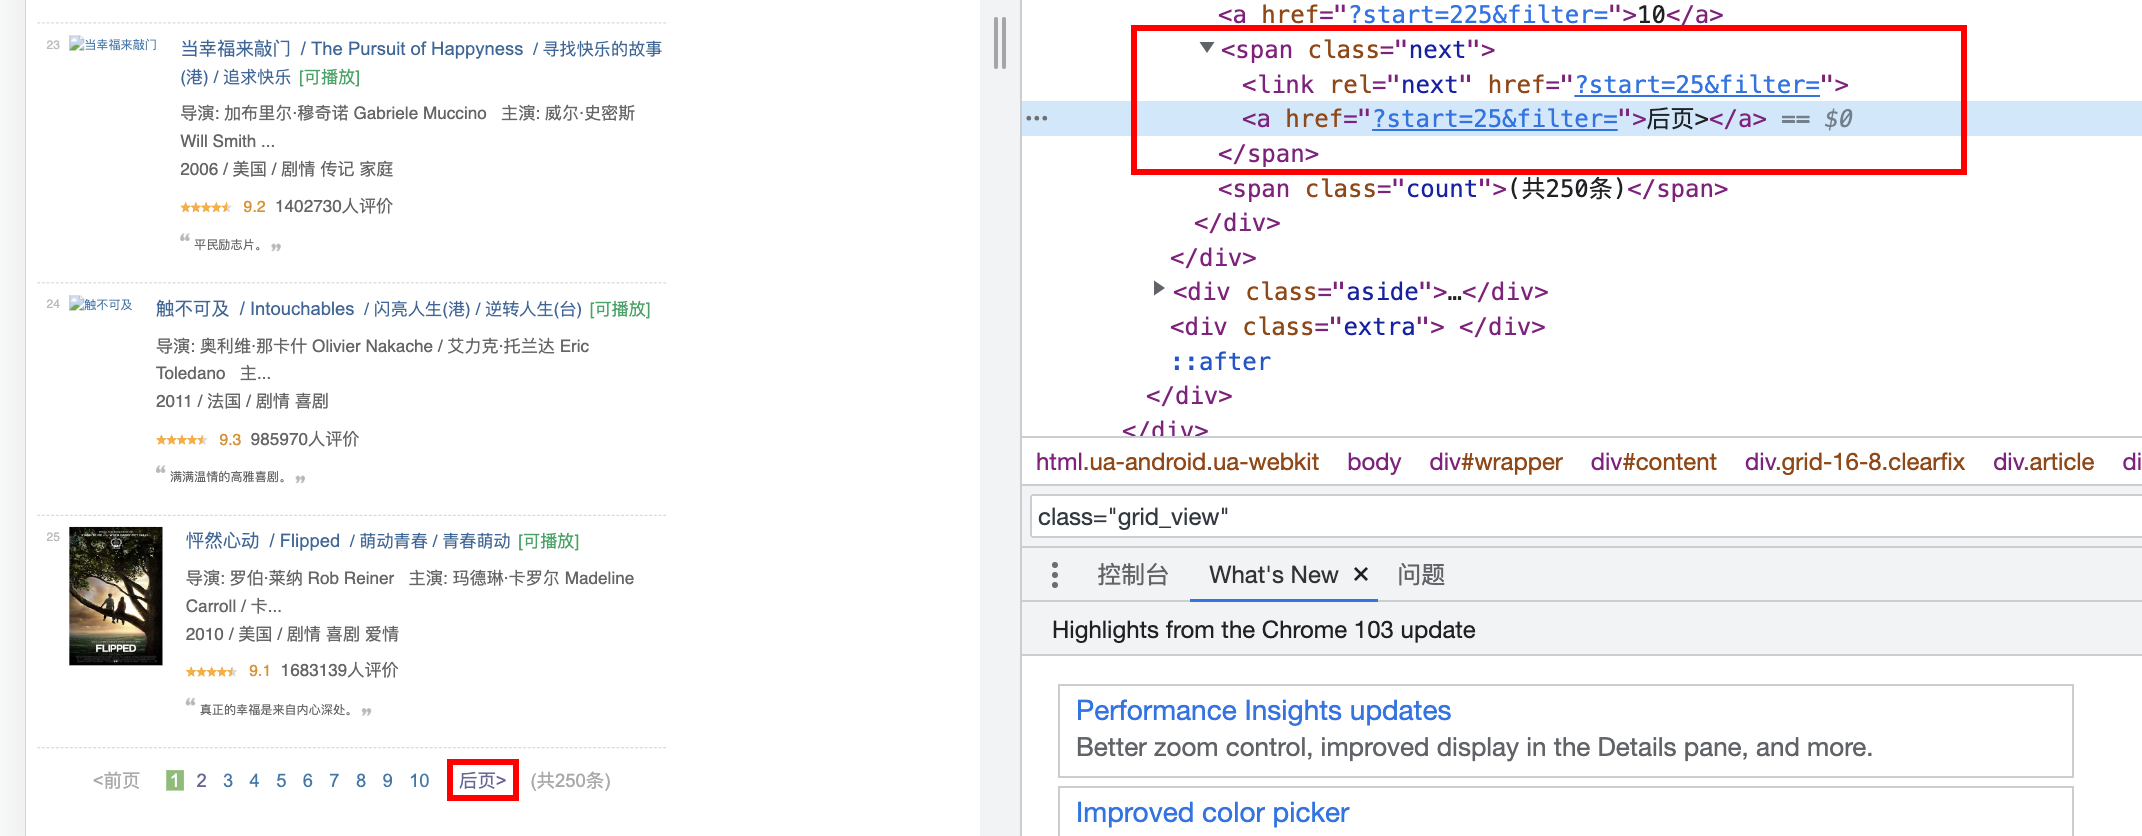 23
当幸福来敲门
当幸福来敲门 / The Pursuit of Happyness / 寻找快乐的故事
(港) / 追求快乐 [可播放]
导演: 加布里尔·穆奇诺 Gabriele Muccino 主演: 威尔·史密斯
Will Smith ...
2006 / 美国 / 剧情 传记 家庭
9.2 1402730人评价
“ 平民励志片。 ”
24
触不可及
触不可及 / Intouchables / 闪亮人生(港) / 逆转人生(台) [可播放]
导演: 奥利维·那卡什 Olivier Nakache / 艾力克·托兰达 Eric
Toledano 主...
2011 / 法国 / 剧情 喜剧
9.3 985970人评价
“ 满满温情的高雅喜剧。 ”
25
FLIPPED
怦然心动 / Flipped / 萌动青春 / 青春萌动 [可播放]
导演: 罗伯·莱纳 Rob Reiner 主演: 玛德琳·卡罗尔 Madeline
Carroll / 卡...
2010 / 美国 / 剧情 喜剧 爱情
9.1 1683139人评价
“ 真正的幸福是来自内心深处。 ”
<前页 1 2 3 4 5 6 7 8 9 10 后页> (共250条)
<a href="?start=225&filter=">10</a>
<span class="next">
<link rel="next" href="?start=25&filter=">
<a href="?start=25&filter=">后页></a> == $0
</span>
<span class="count">(共250条)</span>
</div>
</div>
<div class="aside">…</div>
<div class="extra"> </div>
::after
</div>
</div>
html.ua-android.ua-webkit body div#wrapper div#content div.grid-16-8.clearfix div.article di
class="grid_view"
控制台 What's New × 问题
Highlights from the Chrome 103 update
Performance Insights updates
Better zoom control, improved display in the Details pane, and more.
Improved color picker